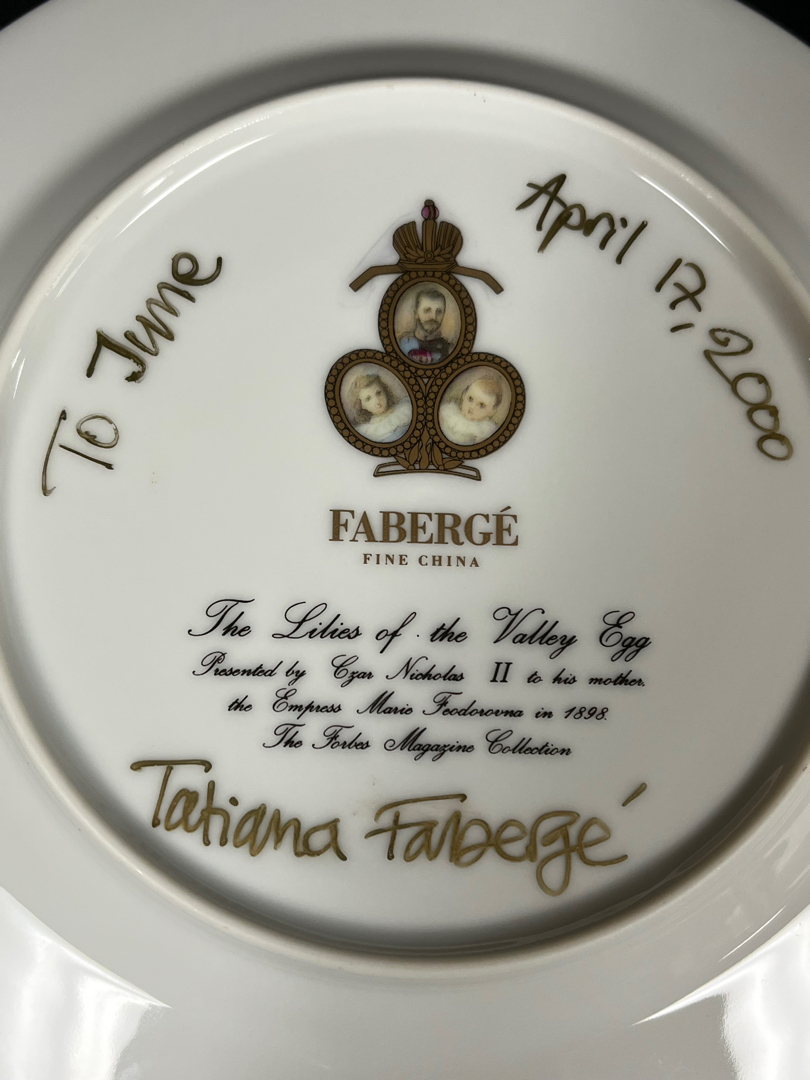 To June
April 17, 2000
FABERGÉ
FINE CHINA
The Lilies of the Valley Egg
Presented by Czar Nicholas II to his mother.
the Empress Marie Feodorovna in 1898.
The Forbes Magazine Collection
Tatiana Fabergé